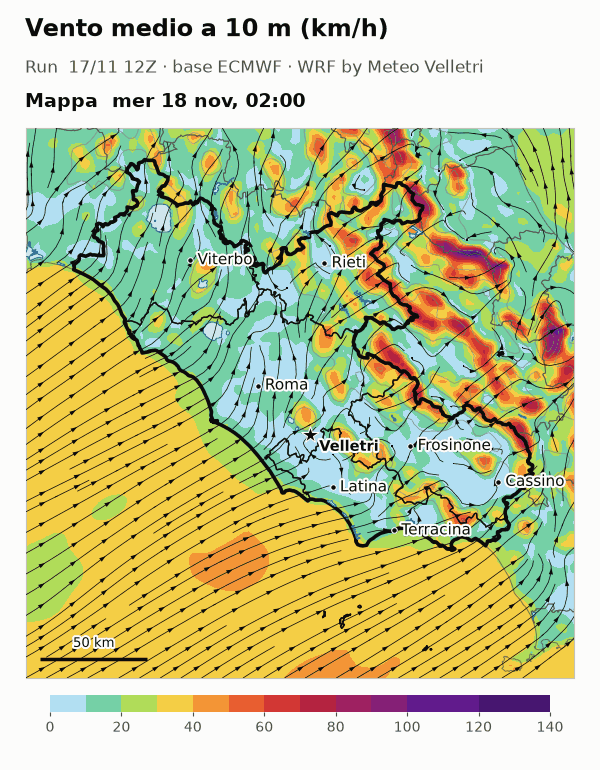 Vento medio a 10 m (km/h)
Run 17/11 12Z · base ECMWF · WRF by Meteo Velletri
Mappa mer 18 nov, 02:00
Viterbo
Rieti
Roma
Velletri
Frosinone
Latina
Cassino
Terracina
50 km
0 20 40 60 80 100 120 140